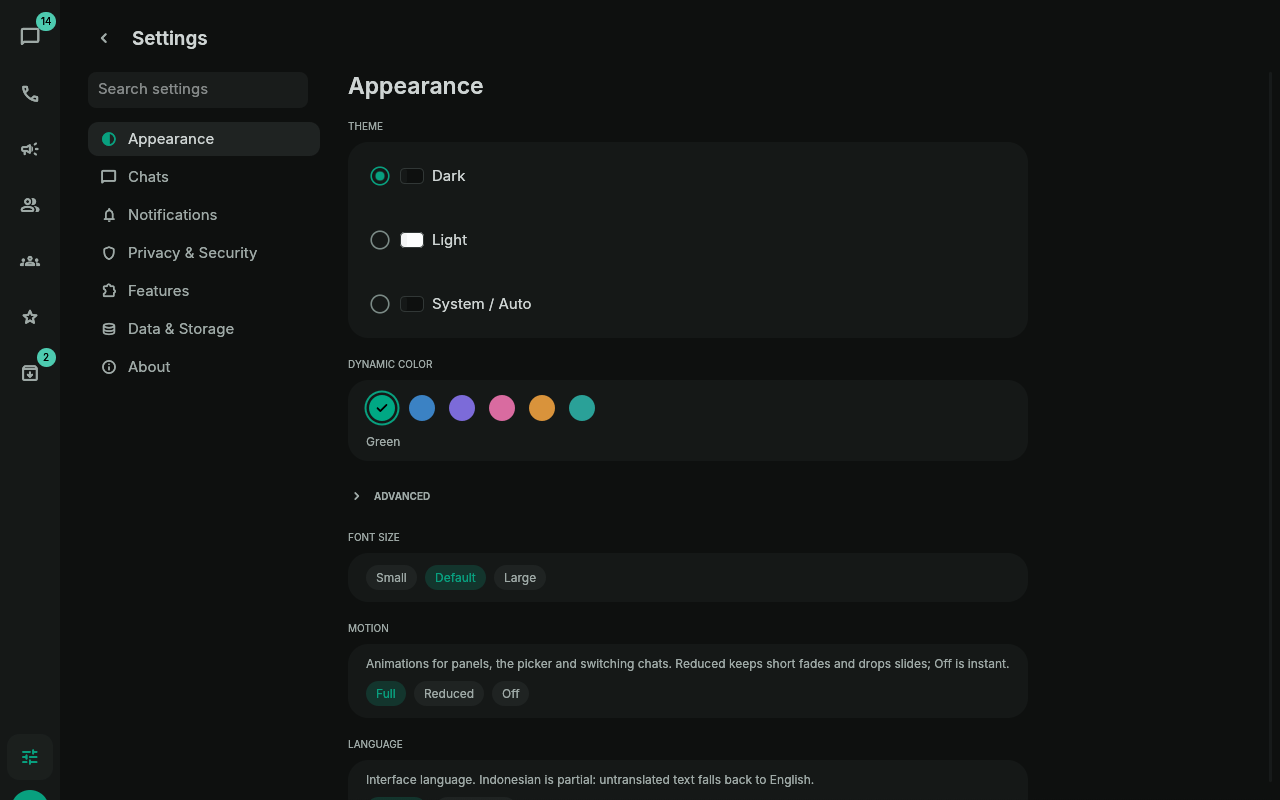 14
Settings
Search settings
Appearance
Chats
Notifications
Privacy & Security
Features
Data & Storage
About
2
Appearance
THEME
Dark
Light
System / Auto
DYNAMIC COLOR
Green
ADVANCED
FONT SIZE
Small Default Large
MOTION
Animations for panels, the picker and switching chats. Reduced keeps short fades and drops slides; Off is instant.
Full Reduced Off
LANGUAGE
Interface language. Indonesian is partial: untranslated text falls back to English.